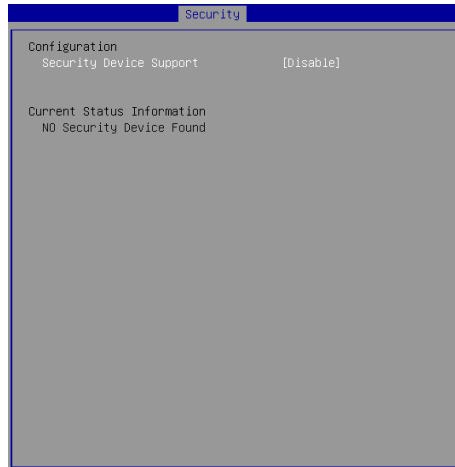 Security
Configuration
Security Device Support [Disable]
Current Status Information
NO Security Device Found